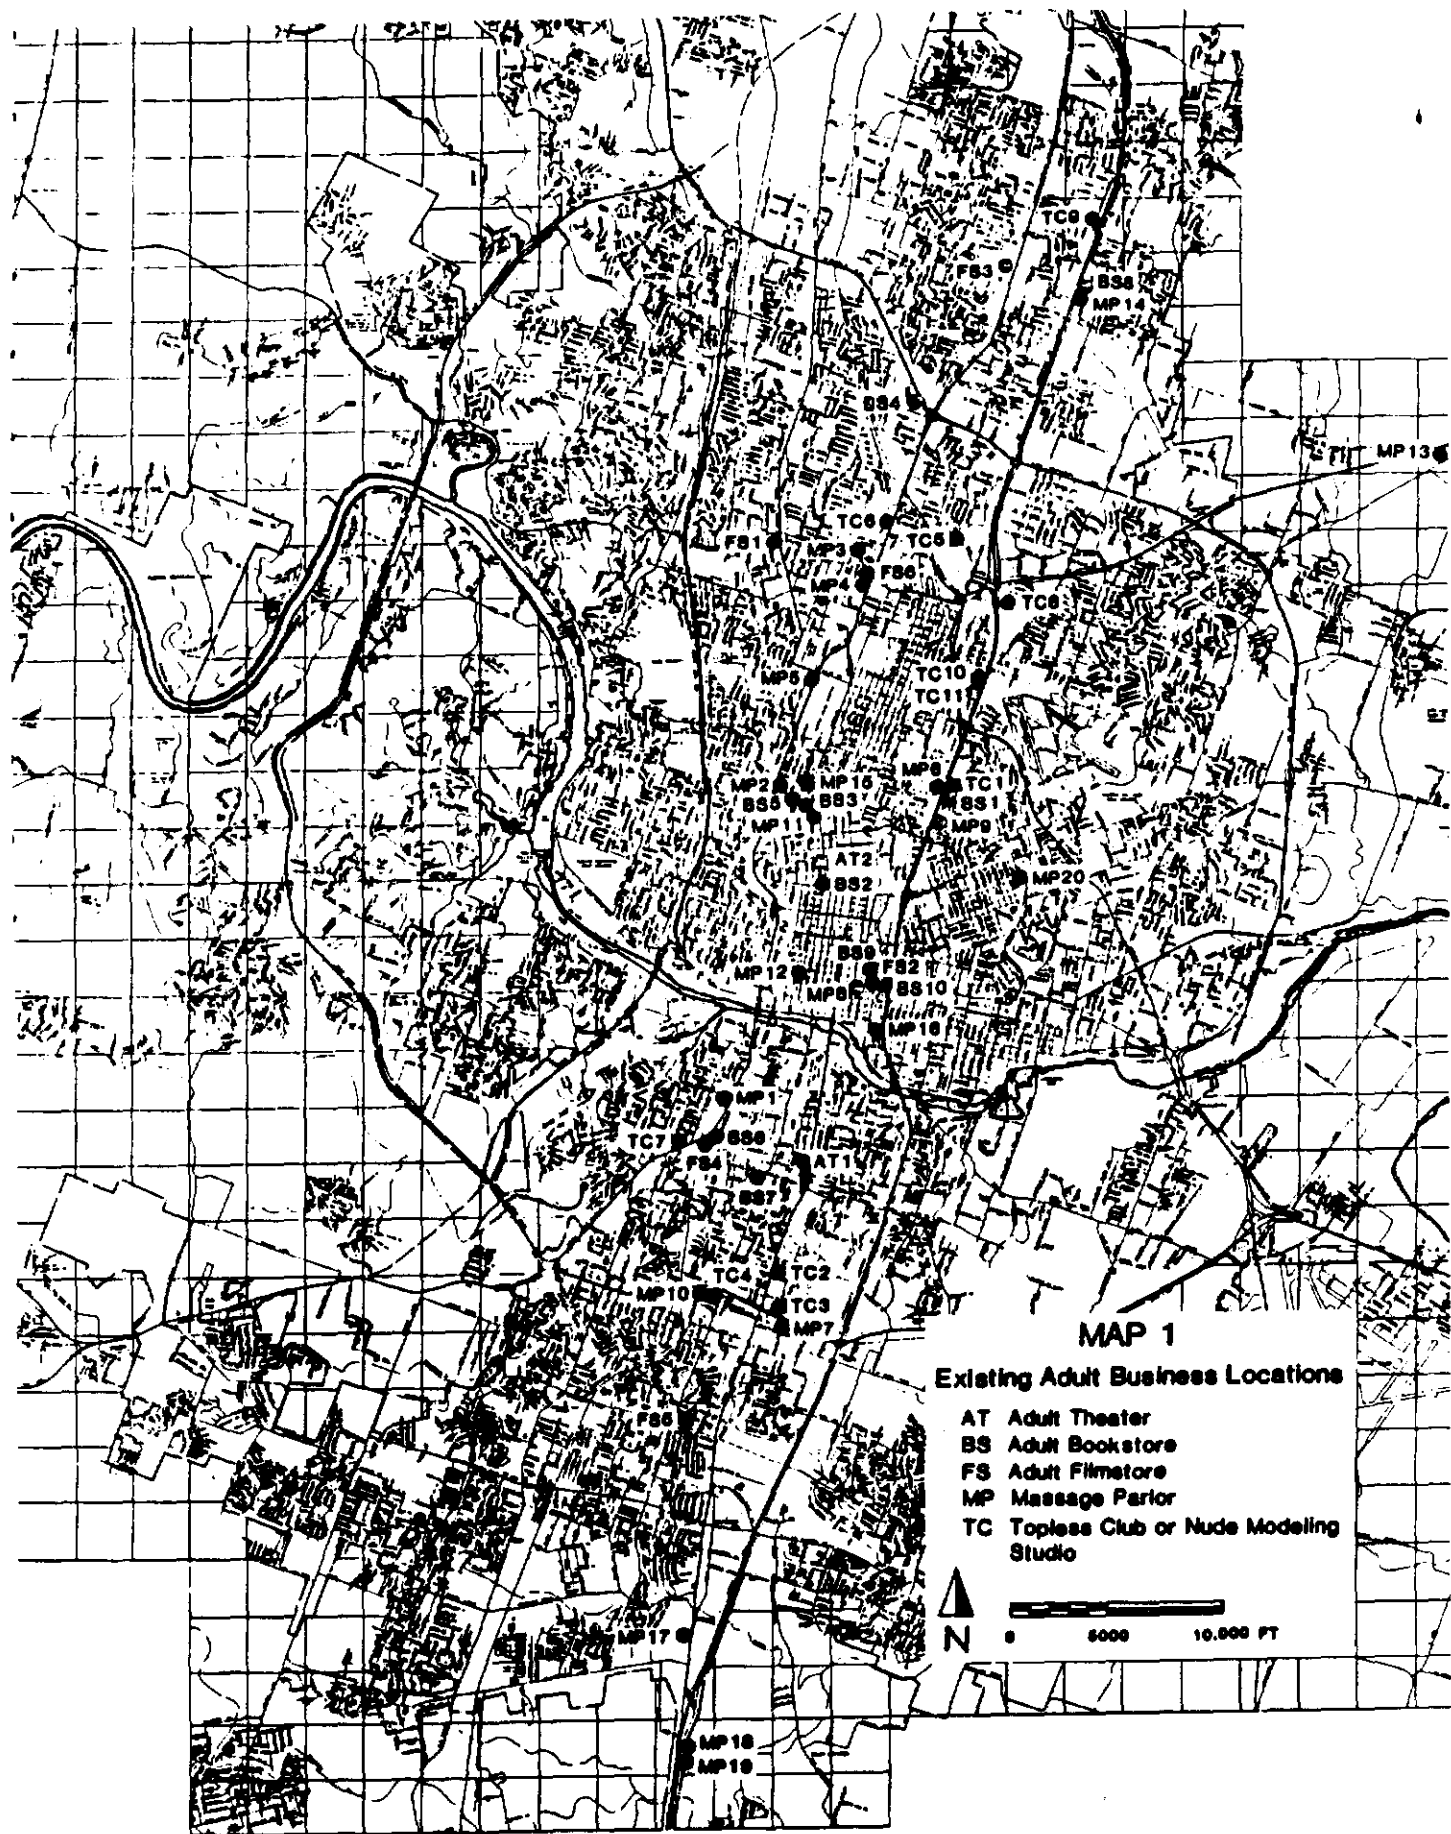 TC9
FS3
BS8
MP 14
BS4
MP 13
TC6
FS1
TC5
MP3
FS6
MP4
TC8
MP5
TC10
TC11
MP2
MP15
MP6
TC1
BS5
BS3
BS1
MP11
MP9
AT2
BS2
MP20
BS9
FS2
MP12
MP8
BS10
MP16
MP1
TC7
BS6
FS4
AT1
BS7
TC4
TC2
MP10
TC3
MP7
MAP 1
Existing Adult Business Locations
AT Adult Theater
BS Adult Bookstore
FS Adult Filmstore
MP Massage Parlor
TC Topless Club or Nude Modeling
Studio
FS5
N
0 5000 10,000 FT
MP17
MP18
MP19